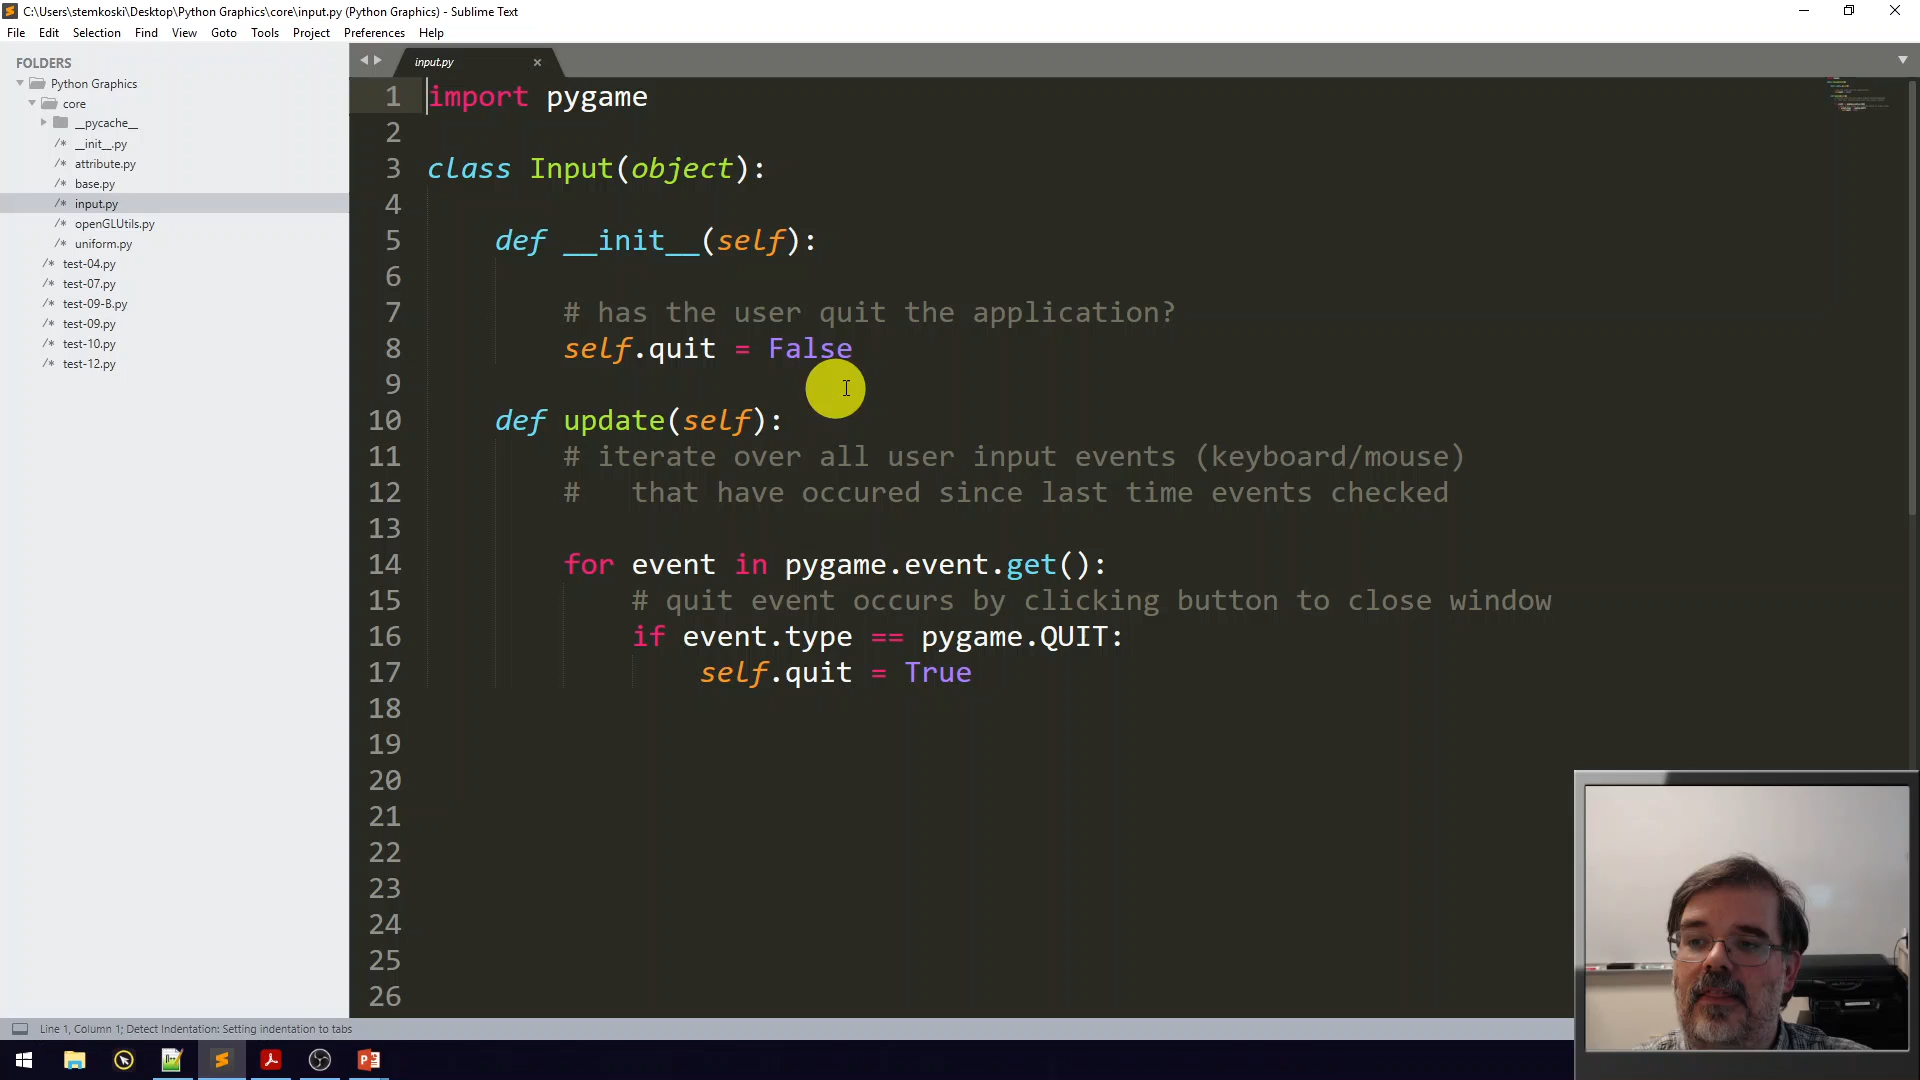 C:\Users\stemkoski\Desktop\Python Graphics\core\input.py (Python Graphics) - Sublime Text
File Edit Selection Find View Goto Tools Project Preferences Help
FOLDERS
Python Graphics
core
__pycache__
/* __init__.py
/* attribute.py
/* base.py
/* input.py
/* openGLUtils.py
/* uniform.py
/* test-04.py
/* test-07.py
/* test-09-B.py
/* test-09.py
/* test-10.py
/* test-12.py
input.py
1 import pygame
2
3 class Input(object):
4
5 def __init__(self):
6
7 # has the user quit the application?
8 self.quit = False
9
10 def update(self):
11 # iterate over all user input events (keyboard/mouse)
12 #   that have occured since last time events checked
13
14 for event in pygame.event.get():
15 # quit event occurs by clicking button to close window
16 if event.type == pygame.QUIT:
17 self.quit = True
18
19
20
21
22
23
24
25
26
Line 1, Column 1; Detect Indentation: Setting indentation to tabs